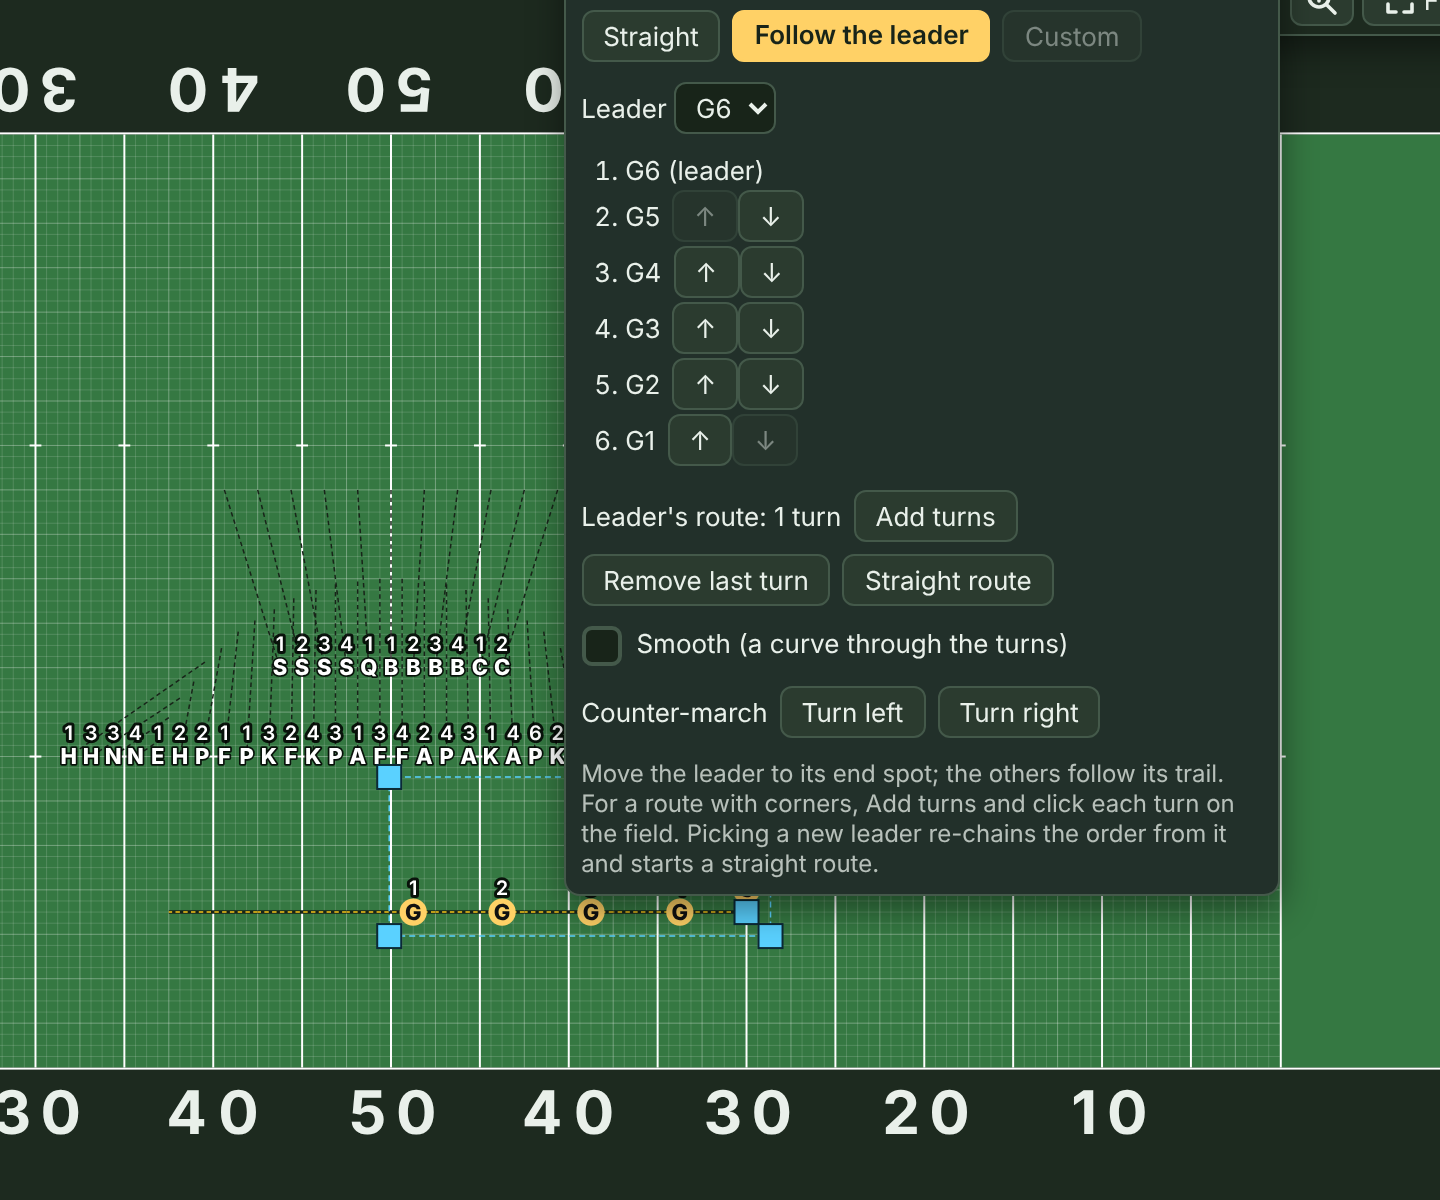 Straight Follow the leader Custom
30 40 50 0
Leader G6
1. G6 (leader)
2. G5 ↑ ↓
3. G4 ↑ ↓
4. G3 ↑ ↓
5. G2 ↑ ↓
6. G1 ↑ ↓
Leader's route: 1 turn Add turns
Remove last turn Straight route
Smooth (a curve through the turns)
Counter-march Turn left Turn right
Move the leader to its end spot; the others follow its trail.
For a route with corners, Add turns and click each turn on
the field. Picking a new leader re-chains the order from it
and starts a straight route.
1 2 3 4 1 1 2 3 4 1 2
S S S S Q B B B B C C
1 3 3 4 1 2 2 1 1 3 2 4 3 1 3 4 2 4 3 1 4 6 2
H H N N E H P F P K F K P A F F A P A K A P K
1 2
G G G G
30 40 50 40 30 20 10